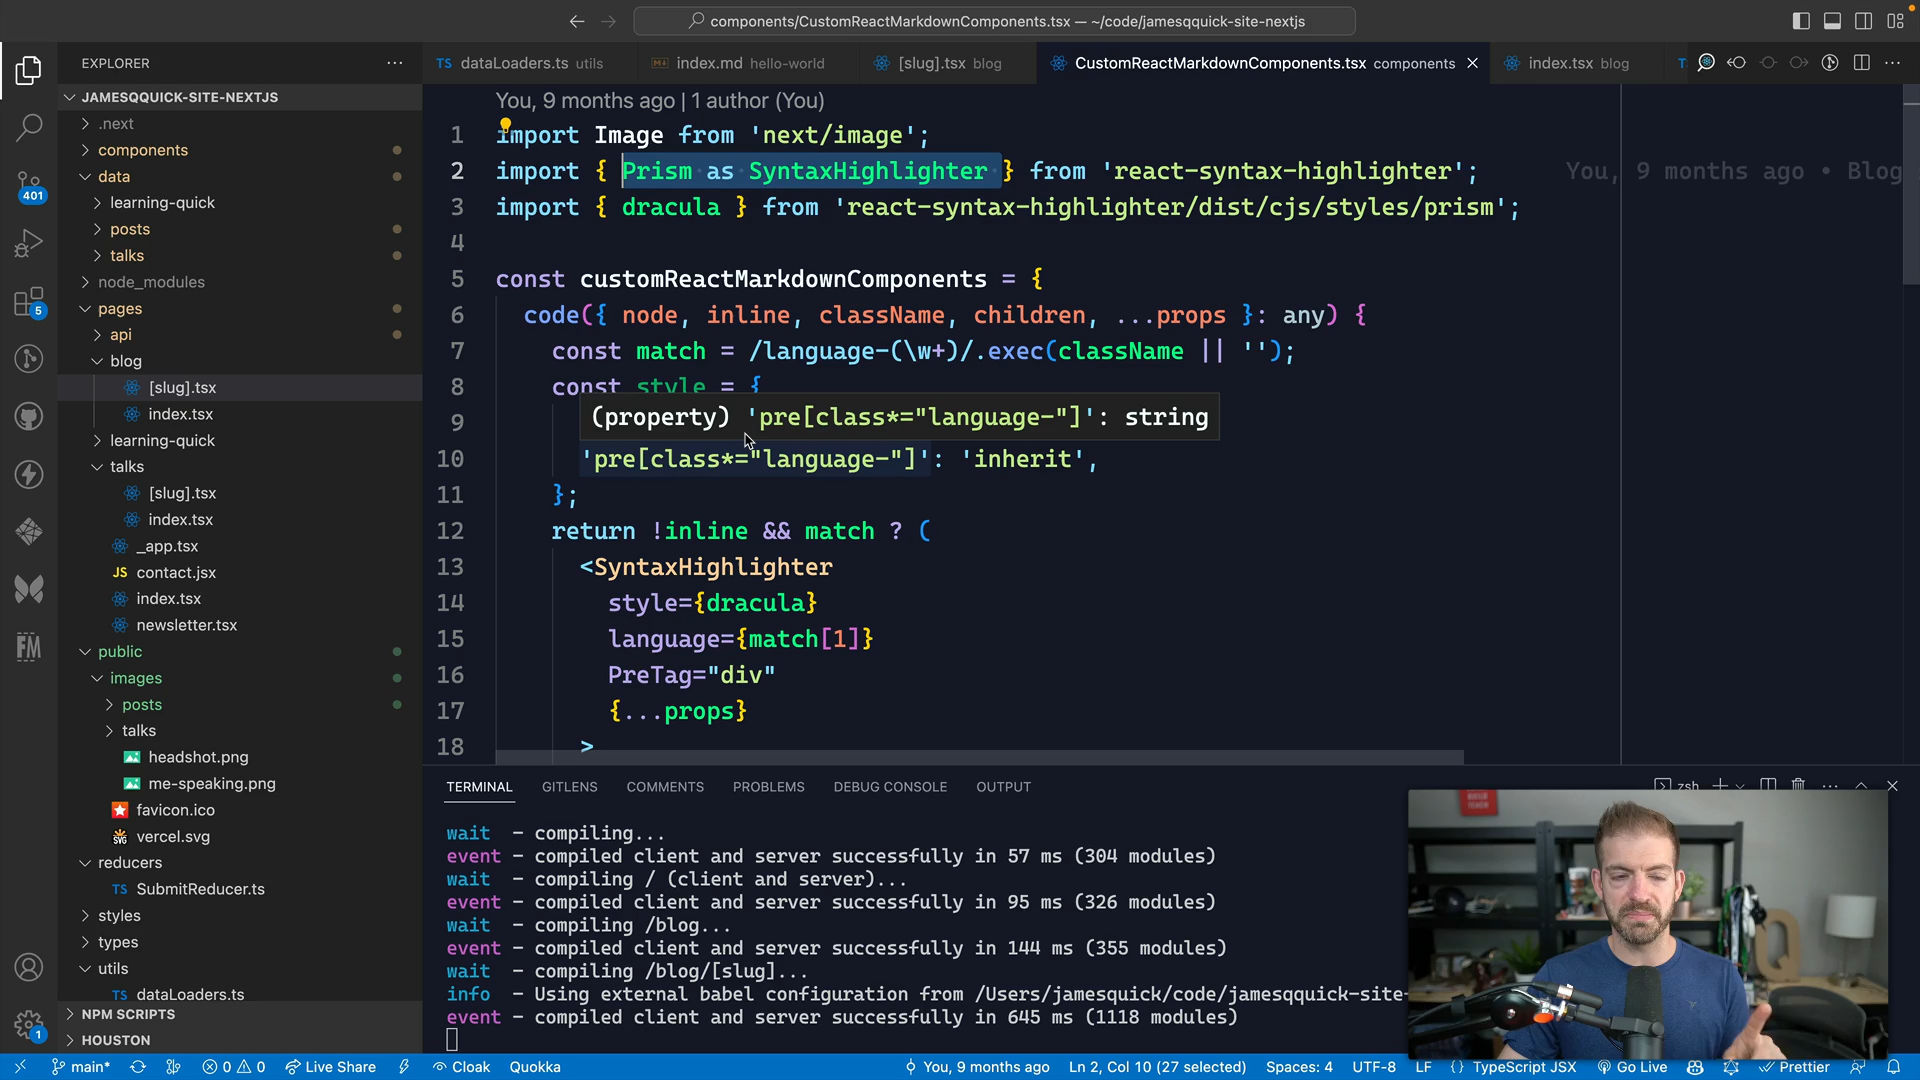 components/CustomReactMarkdownComponents.tsx — ~/code/jamesqquick-site-nextjs
EXPLORER
JAMESQQUICK-SITE-NEXTJS
.next
components
data
learning-quick
posts
talks
node_modules
pages
api
blog
[slug].tsx
index.tsx
learning-quick
talks
[slug].tsx
index.tsx
_app.tsx
JS contact.jsx
index.tsx
newsletter.tsx
public
images
posts
talks
headshot.png
me-speaking.png
favicon.ico
SVG vercel.svg
reducers
TS SubmitReducer.ts
styles
types
utils
TS dataLoaders.ts
NPM SCRIPTS
HOUSTON
401
5
FM
1
TS dataLoaders.ts utils
index.md hello-world
[slug].tsx blog
CustomReactMarkdownComponents.tsx components
index.tsx blog
You, 9 months ago | 1 author (You)
1 import Image from 'next/image';
2 import { Prism as SyntaxHighlighter } from 'react-syntax-highlighter'; You, 9 months ago • Blog
3 import { dracula } from 'react-syntax-highlighter/dist/cjs/styles/prism';
4
5 const customReactMarkdownComponents = {
6 code({ node, inline, className, children, ...props }: any) {
7 const match = /language-(\w+)/.exec(className || '');
8 const style = {
9 (property) 'pre[class*="language-"]': string
10 'pre[class*="language-"]': 'inherit',
11 };
12 return !inline && match ? (
13 <SyntaxHighlighter
14 style={dracula}
15 language={match[1]}
16 PreTag="div"
17 {...props}
18 >
TERMINAL GITLENS COMMENTS PROBLEMS DEBUG CONSOLE OUTPUT
zsh
wait - compiling...
event - compiled client and server successfully in 57 ms (304 modules)
wait - compiling / (client and server)...
event - compiled client and server successfully in 95 ms (326 modules)
wait - compiling /blog...
event - compiled client and server successfully in 144 ms (355 modules)
wait - compiling /blog/[slug]...
info - Using external babel configuration from /Users/jamesquick/code/jamesqquick-site-
event - compiled client and server successfully in 645 ms (1118 modules)
main* 0 0 Live Share Cloak Quokka You, 9 months ago Ln 2, Col 10 (27 selected) Spaces: 4 UTF-8 LF {} TypeScript JSX Go Live Prettier